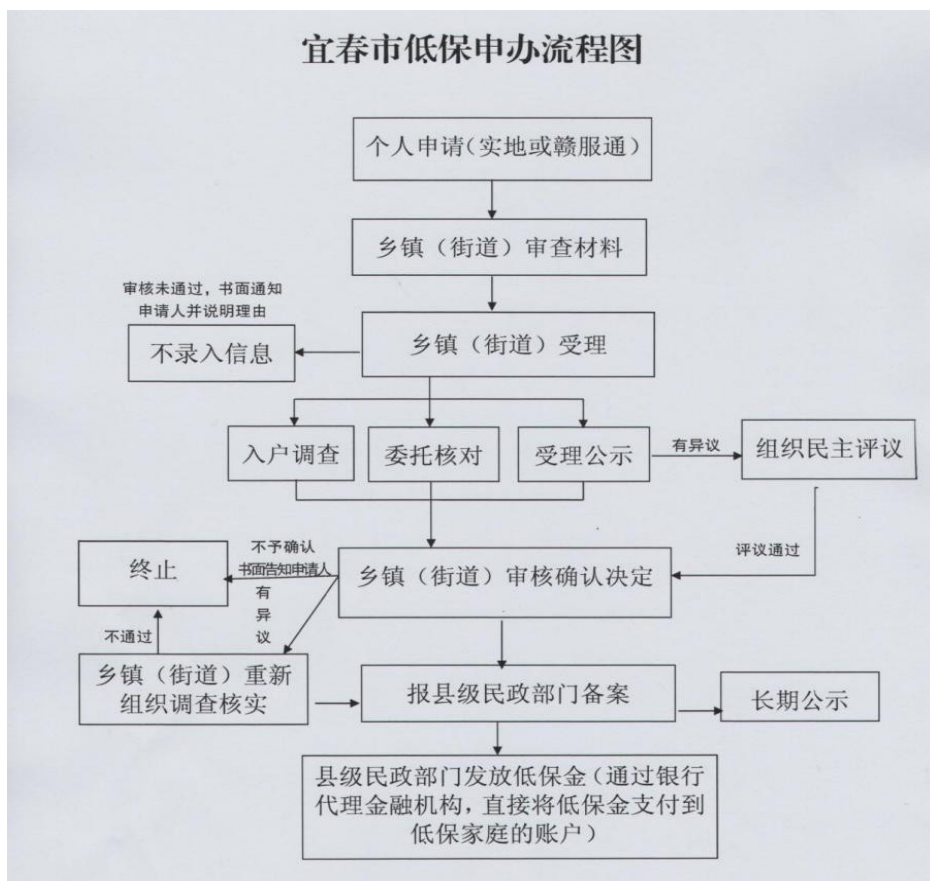 宜春市低保申办流程图
个人申请（实地或赣服通）
乡镇（街道）审查材料
审核未通过，书面通知
申请人并说明理由
不录入信息
乡镇（街道）受理
入户调查
委托核对
受理公示
有异议
组织民主评议
不予确认
书面告知申请人
终止
有
异
议
乡镇（街道）审核确认决定
评议通过
不通过
乡镇（街道）重新
组织调查核实
报县级民政部门备案
长期公示
县级民政部门发放低保金（通过银行
代理金融机构，直接将低保金支付到
低保家庭的账户）